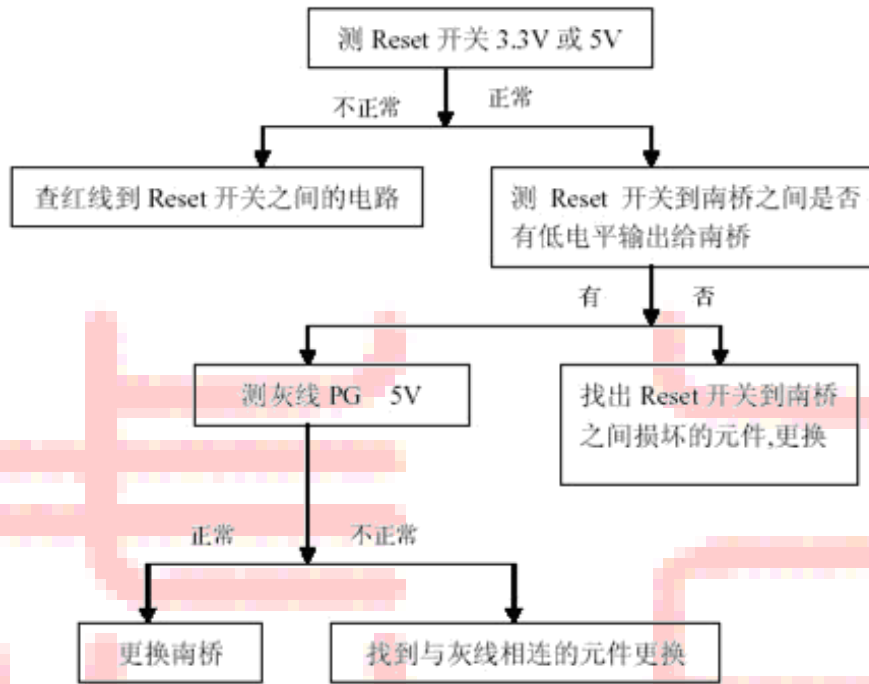 测 Reset 开关 3.3V 或 5V
不正常
正常
查红线到 Reset 开关之间的电路
测 Reset 开关到南桥之间是否
有低电平输出给南桥
有
否
测灰线 PG 5V
找出 Reset 开关到南桥
之间损坏的元件,更换
正常
不正常
更换南桥
找到与灰线相连的元件更换